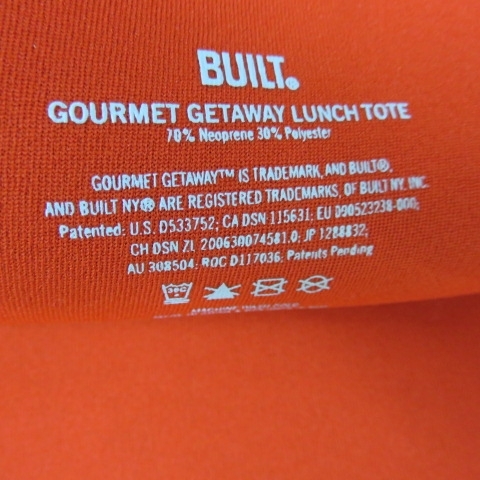 BUILT.
GOURMET GETAWAY LUNCH TOTE
70% Neoprene 30% Polyester
GOURMET GETAWAY™ IS TRADEMARK, AND BUILT®,
AND BUILT NY® ARE REGISTERED TRADEMARKS, OF BUILT NY, INC.
Patented: U.S. D533752; CA DSN 115631, EU 000523238-000;
CH DSN ZL 200630074581.0; JP 1288832;
AU 308504, ROC D117036, Patents Pending
30C